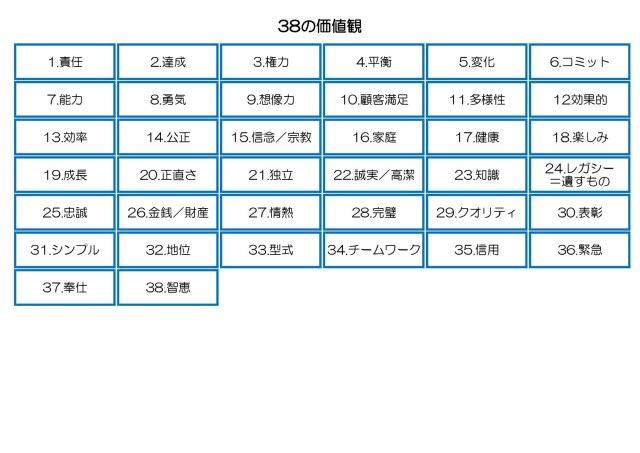 38の価値観
1.責任
2.達成
3.権力
4.平衡
5.変化
6.コミット
7.能力
8.勇気
9.想像力
10.顧客満足
11.多様性
12効果的
13.効率
14.公正
15.信念／宗教
16.家庭
17.健康
18.楽しみ
19.成長
20.正直さ
21.独立
22.誠実／高潔
23.知識
24.レガシー
＝遺すもの
25.忠誠
26.金銭／財産
27.情熱
28.完璧
29.クオリティ
30.表彰
31.シンプル
32.地位
33.型式
34.チームワーク
35.信用
36.緊急
37.奉仕
38.智恵